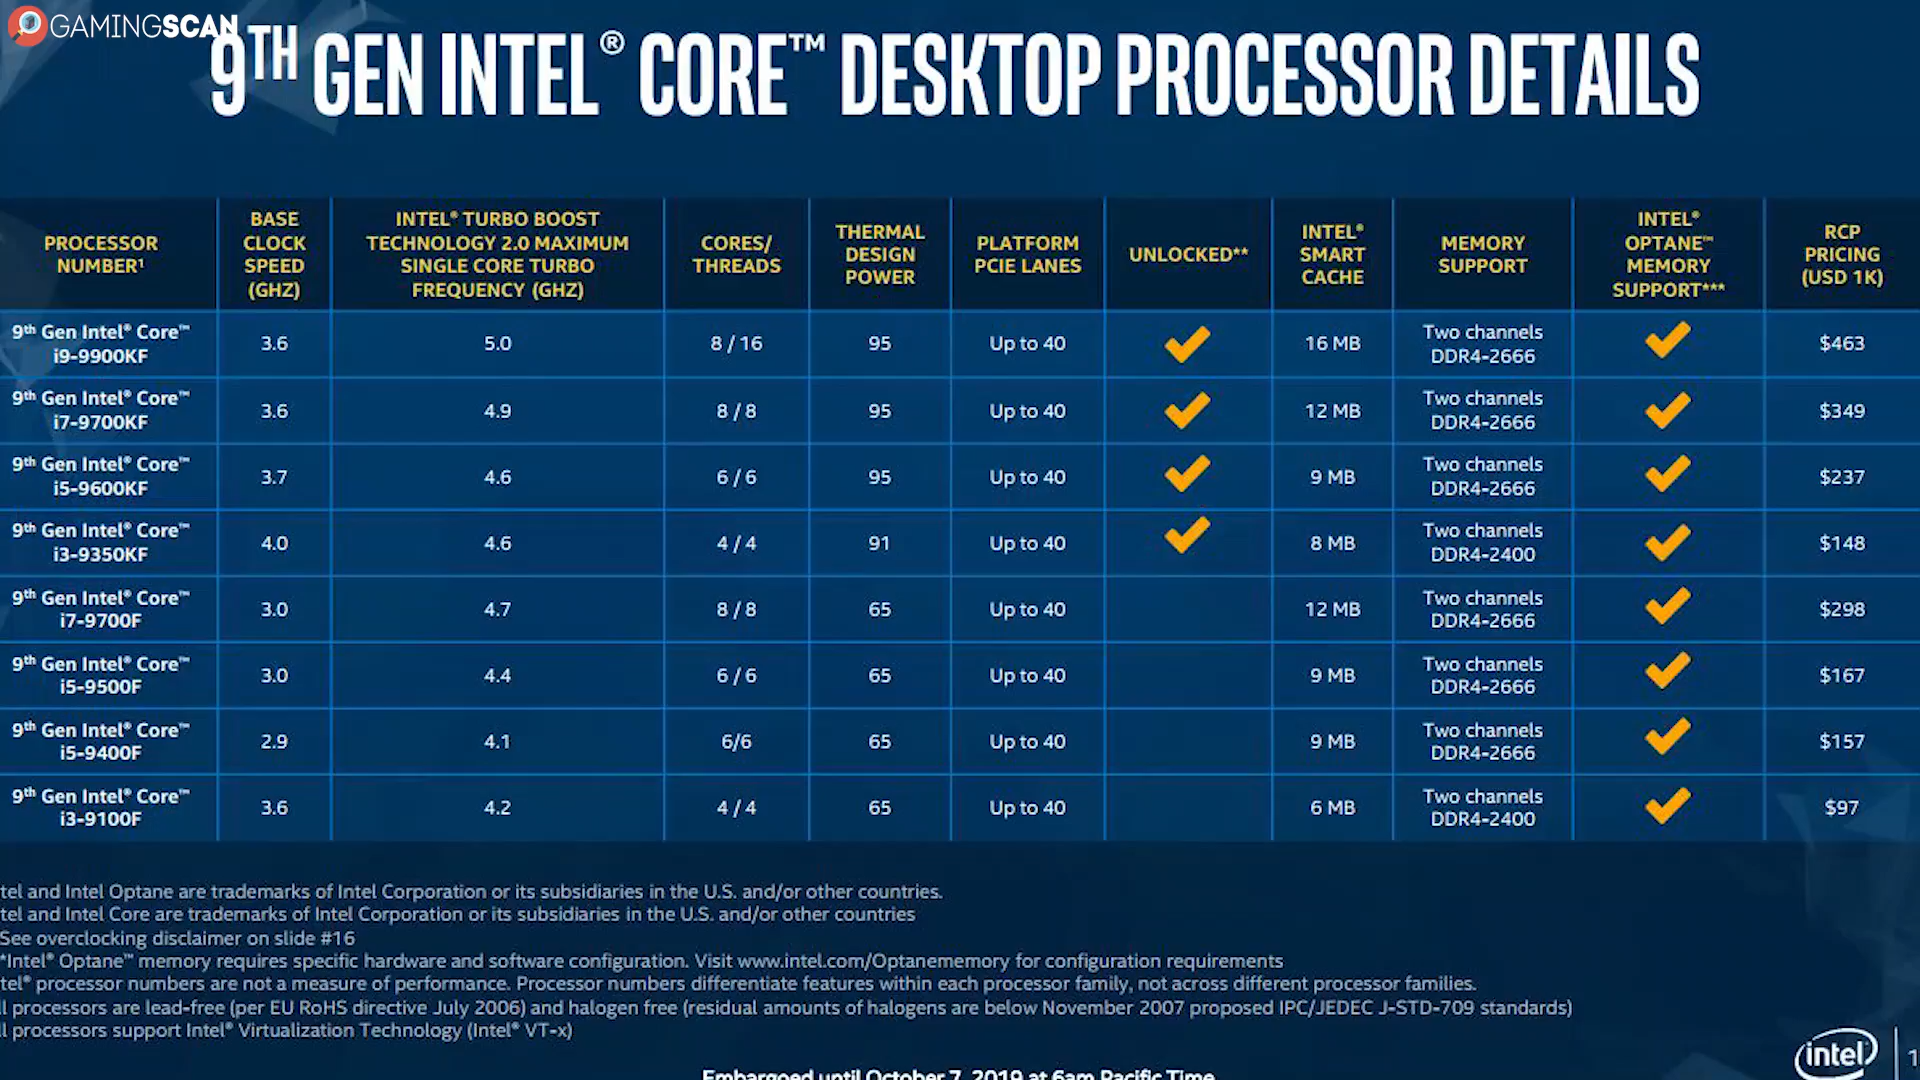 GAMINGSCAN
9TH GEN INTEL® CORE™ DESKTOP PROCESSOR DETAILS
PROCESSOR NUMBER¹ BASE CLOCK SPEED (GHZ) INTEL® TURBO BOOST TECHNOLOGY 2.0 MAXIMUM SINGLE CORE TURBO FREQUENCY (GHZ) CORES/ THREADS THERMAL DESIGN POWER PLATFORM PCIE LANES UNLOCKED** INTEL® SMART CACHE MEMORY SUPPORT INTEL® OPTANE™ MEMORY SUPPORT*** RCP PRICING (USD 1K)
9th Gen Intel® Core™ i9-9900KF 3.6 5.0 8 / 16 95 Up to 40 16 MB Two channels DDR4-2666 $463
9th Gen Intel® Core™ i7-9700KF 3.6 4.9 8 / 8 95 Up to 40 12 MB Two channels DDR4-2666 $349
9th Gen Intel® Core™ i5-9600KF 3.7 4.6 6 / 6 95 Up to 40 9 MB Two channels DDR4-2666 $237
9th Gen Intel® Core™ i3-9350KF 4.0 4.6 4 / 4 91 Up to 40 8 MB Two channels DDR4-2400 $148
9th Gen Intel® Core™ i7-9700F 3.0 4.7 8 / 8 65 Up to 40 12 MB Two channels DDR4-2666 $298
9th Gen Intel® Core™ i5-9500F 3.0 4.4 6 / 6 65 Up to 40 9 MB Two channels DDR4-2666 $167
9th Gen Intel® Core™ i5-9400F 2.9 4.1 6/6 65 Up to 40 9 MB Two channels DDR4-2666 $157
9th Gen Intel® Core™ i3-9100F 3.6 4.2 4 / 4 65 Up to 40 6 MB Two channels DDR4-2400 $97
tel and Intel Optane are trademarks of Intel Corporation or its subsidiaries in the U.S. and/or other countries.
tel and Intel Core are trademarks of Intel Corporation or its subsidiaries in the U.S. and/or other countries
See overclocking disclaimer on slide #16
*Intel® Optane™ memory requires specific hardware and software configuration. Visit www.intel.com/Optanememory for configuration requirements
tel® processor numbers are not a measure of performance. Processor numbers differentiate features within each processor family, not across different processor families.
ll processors are lead-free (per EU RoHS directive July 2006) and halogen free (residual amounts of halogens are below November 2007 proposed IPC/JEDEC J-STD-709 standards)
ll processors support Intel® Virtualization Technology (Intel® VT-x)
intel 1
Embargoed until October 7, 2019 at 6am Pacific Time